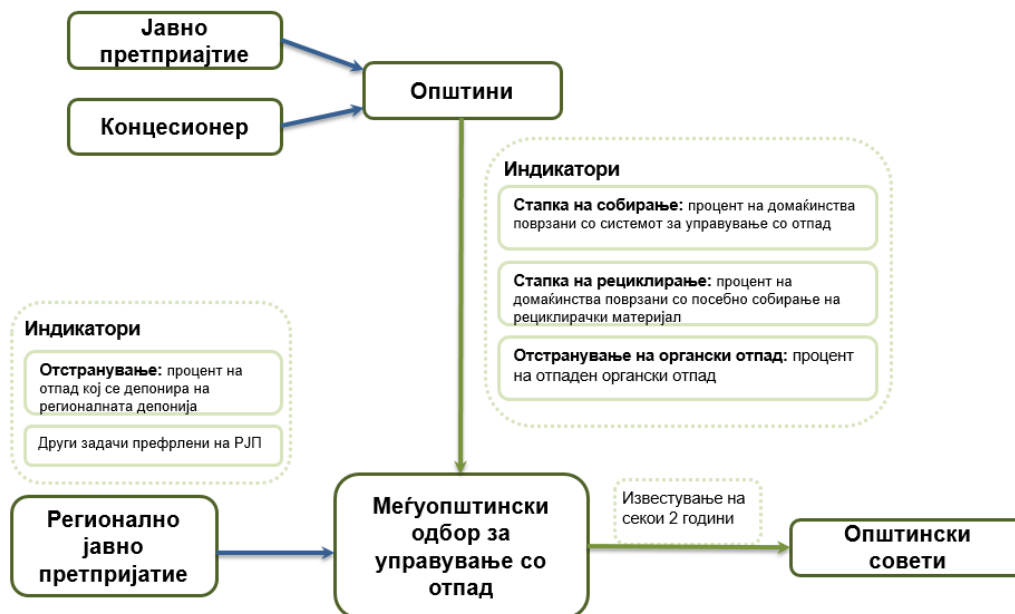 Јавно
претприајтие
Концесионер
Општини
Индикатори
Стапка на собирање: процент на домаќинства
поврзани со системот за управување со отпад
Стапка на рециклирање: процент на
домаќинства поврзани со посебно собирање на
рециклирачки материјал
Отстранување на органски отпад: процент
на отпаден органски отпад
Индикатори
Отстранување: процент на
отпад кој се депонира на
регионалната депонија
Други задачи префрлени на РЈП
Регионално
јавно
претпријатие
Меѓуопштински
одбор за
управување со
отпад
Известување на
секои 2 години
Општински
совети